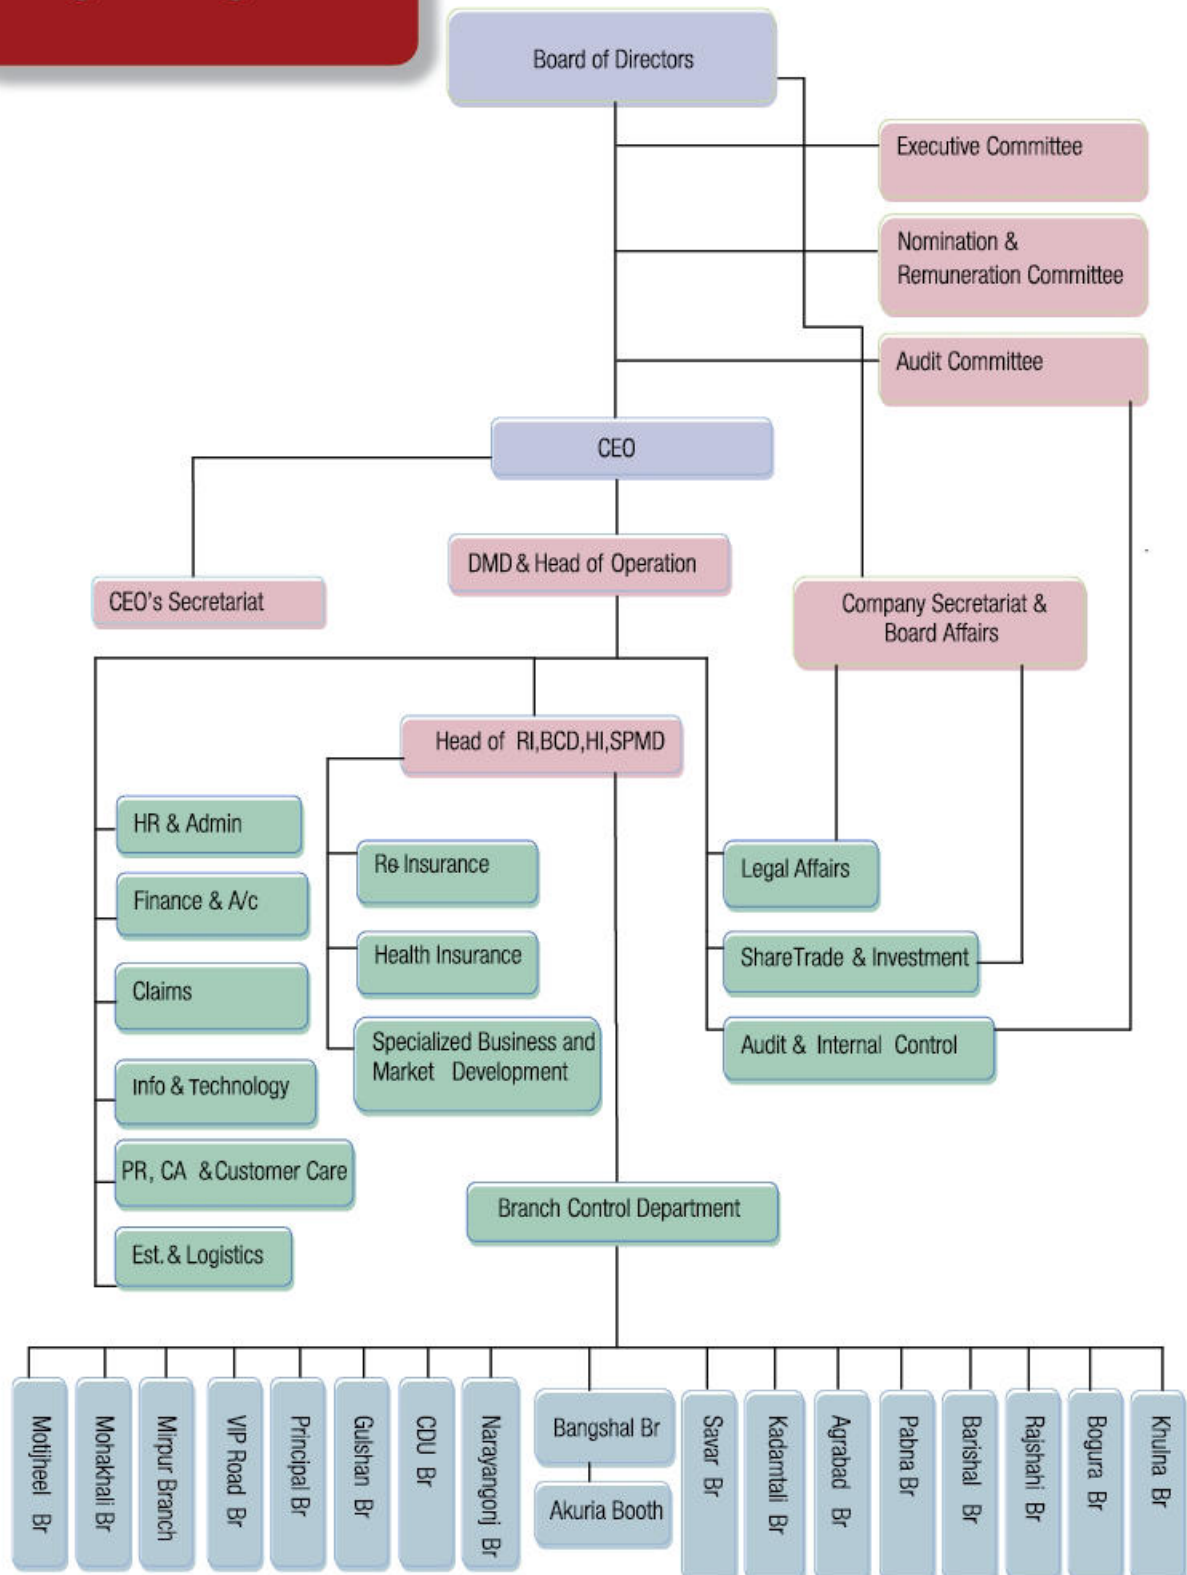 Board of Directors
Executive Committee
Nomination &
Remuneration Committee
Audit Committee
CEO
DMD & Head of Operation
CEO's Secretariat
Company Secretariat &
Board Affairs
Head of RI,BCD,HI,SPMD
HR & Admin
Finance & A/c
Claims
Info & Technology
PR, CA & Customer Care
Est. & Logistics
Re Insurance
Health Insurance
Specialized Business and
Market Development
Legal Affairs
ShareTrade & Investment
Audit & Internal Control
Branch Control Department
Motijheel Br
Mohakhali Br
Mirpur Branch
VIP Road Br
Principal Br
Gulshan Br
CDU Br
Narayangonj Br
Bangshal Br
Akuria Booth
Savar Br
Kadamtali Br
Agrabad Br
Pabna Br
Barishal Br
Rajshahi Br
Bogura Br
Khulna Br